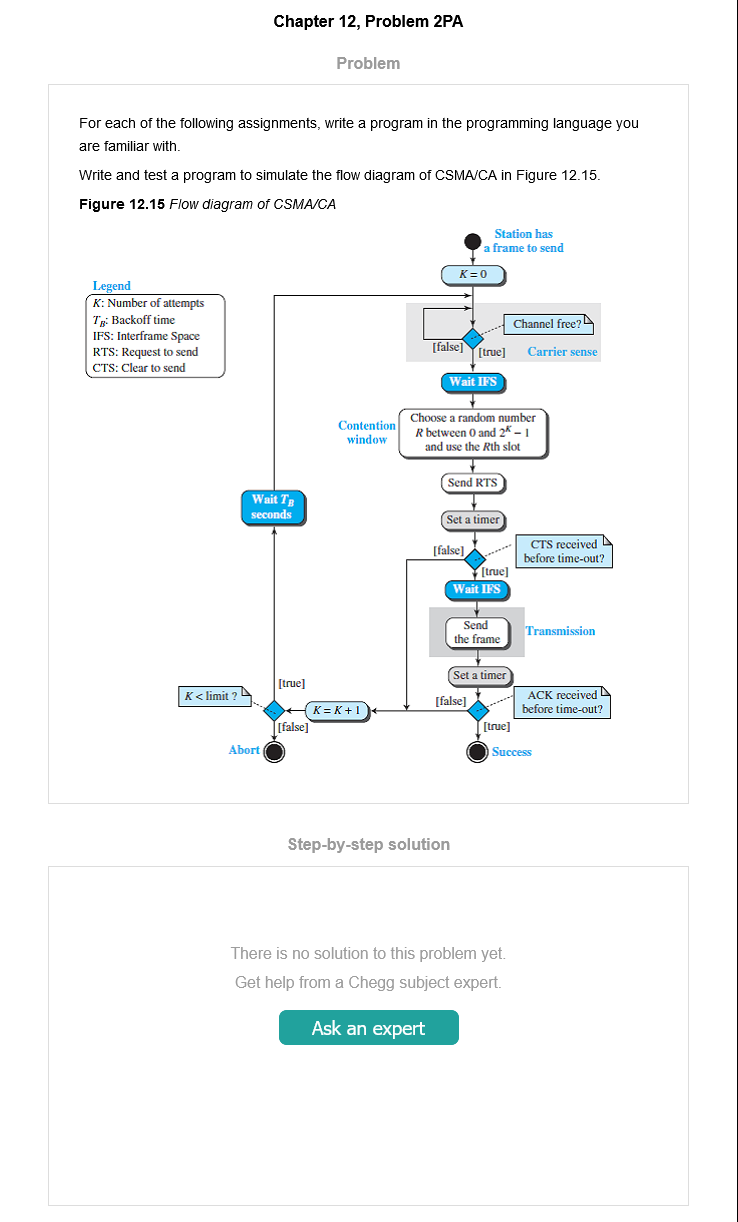 Chapter 12, Problem 2PA
Problem
For each of the following assignments, write a program in the programming language you
are familiar with.
Write and test a program to simulate the flow diagram of CSMA/CA in Figure 12.15.
Figure 12.15 Flow diagram of CSMA/CA
Station has
a frame to send
K = 0
Legend
K: Number of attempts
T_B: Backoff time
IFS: Interframe Space
RTS: Request to send
CTS: Clear to send
Channel free?
[false]
[true]
Carrier sense
Wait IFS
Contention
window
Choose a random number
R between 0 and 2^K – 1
and use the Rth slot
Send RTS
Wait T_B
seconds
Set a timer
[false]
CTS received
before time-out?
[true]
Wait IFS
Send
the frame
Transmission
Set a timer
[true]
K < limit ?
[false]
ACK received
before time-out?
K = K + 1
[false]
[true]
Abort
Success
Step-by-step solution
There is no solution to this problem yet.
Get help from a Chegg subject expert.
Ask an expert